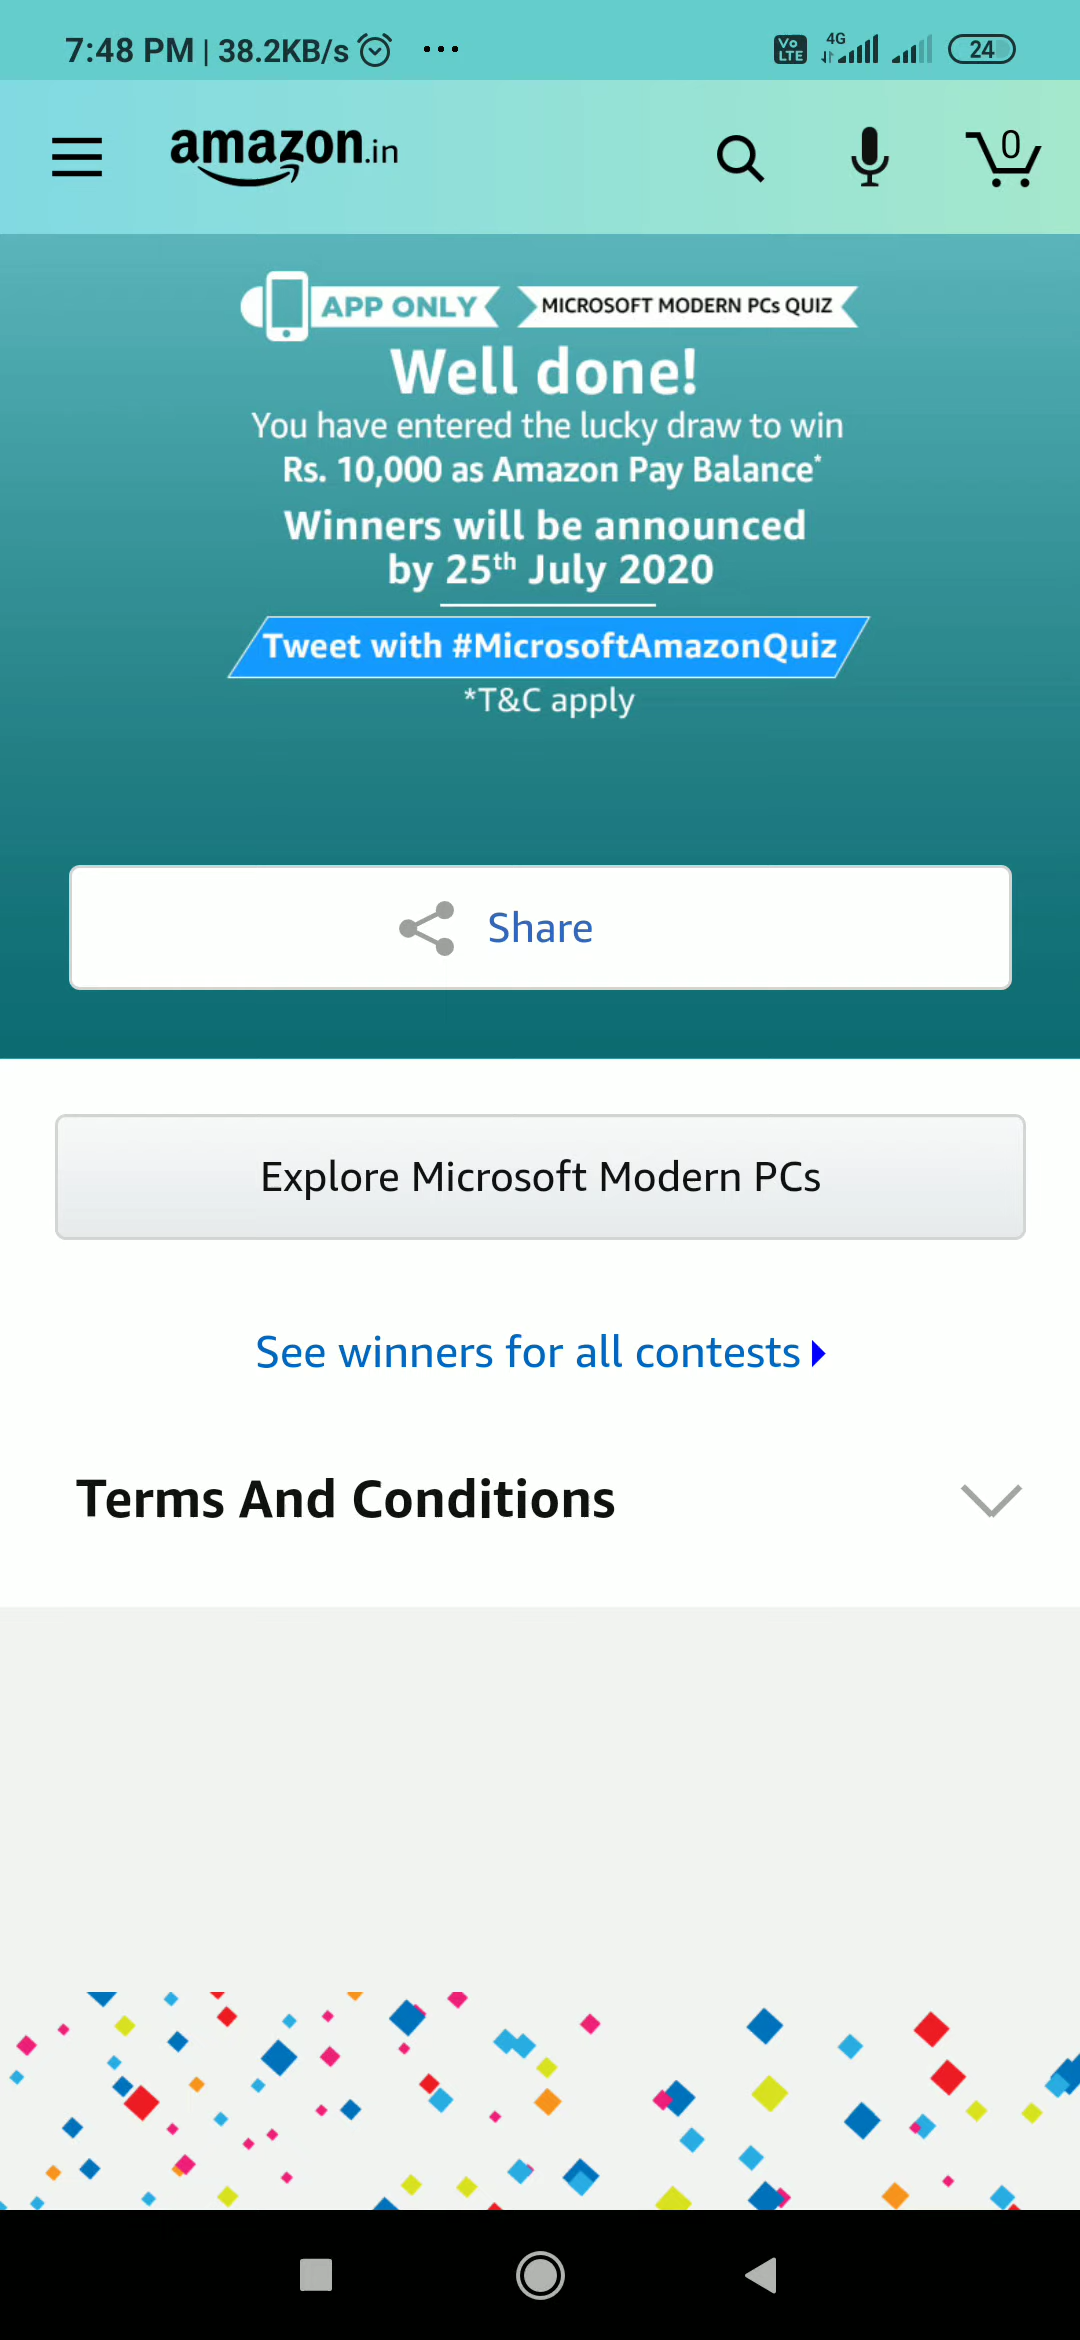 7:48 PM | 38.2KB/s ...
Vo LTE 4G 24
amazon.in
0
APP ONLY MICROSOFT MODERN PCs QUIZ
Well done!
You have entered the lucky draw to win
Rs. 10,000 as Amazon Pay Balance*
Winners will be announced
by 25th July 2020
Tweet with #MicrosoftAmazonQuiz
*T&C apply
Share
Explore Microsoft Modern PCs
See winners for all contests
Terms And Conditions